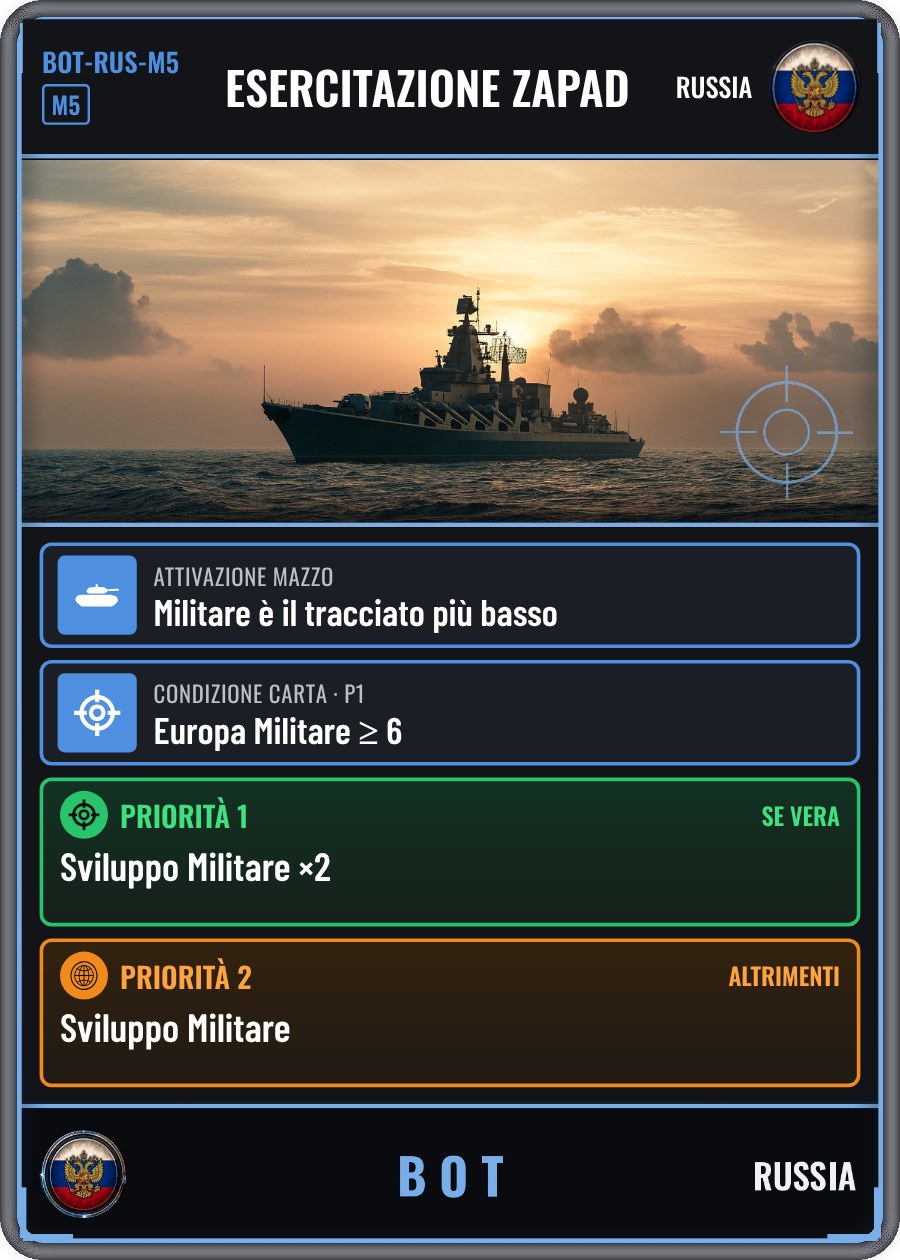 BOT-RUS-M5
M5
ESERCITAZIONE ZAPAD
RUSSIA
ATTIVAZIONE MAZZO
Militare è il tracciato più basso
CONDIZIONE CARTA · P1
Europa Militare ≥ 6
PRIORITÀ 1
SE VERA
Sviluppo Militare ×2
PRIORITÀ 2
ALTRIMENTI
Sviluppo Militare
BOT
RUSSIA